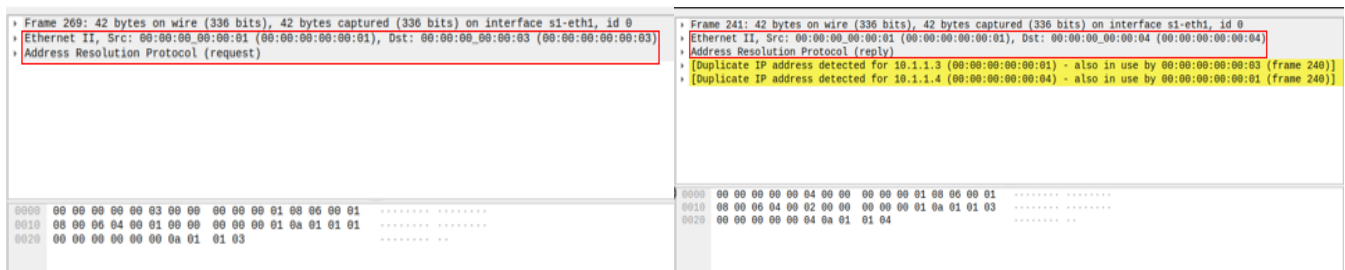 Frame 269: 42 bytes on wire (336 bits), 42 bytes captured (336 bits) on interface s1-eth1, id 0
Ethernet II, Src: 00:00:00_00:00:01 (00:00:00:00:00:01), Dst: 00:00:00_00:00:03 (00:00:00:00:00:03)
Address Resolution Protocol (request)
0000 00 00 00 00 00 03 00 00 00 00 00 01 08 06 00 01 ········ ········
0010 08 00 06 04 00 01 00 00 00 00 00 01 0a 01 01 01 ········ ········
0020 00 00 00 00 00 00 0a 01 01 03 ········ ··
Frame 241: 42 bytes on wire (336 bits), 42 bytes captured (336 bits) on interface s1-eth1, id 0
Ethernet II, Src: 00:00:00_00:00:01 (00:00:00:00:00:01), Dst: 00:00:00_00:00:04 (00:00:00:00:00:04)
Address Resolution Protocol (reply)
[Duplicate IP address detected for 10.1.1.3 (00:00:00:00:00:01) - also in use by 00:00:00:00:00:03 (frame 240)]
[Duplicate IP address detected for 10.1.1.4 (00:00:00:00:00:04) - also in use by 00:00:00:00:00:01 (frame 240)]
0000 00 00 00 00 00 04 00 00 00 00 00 01 08 06 00 01 ········ ········
0010 08 00 06 04 00 02 00 00 00 00 00 01 0a 01 01 03 ········ ········
0020 00 00 00 00 00 04 0a 01 01 04 ········ ··